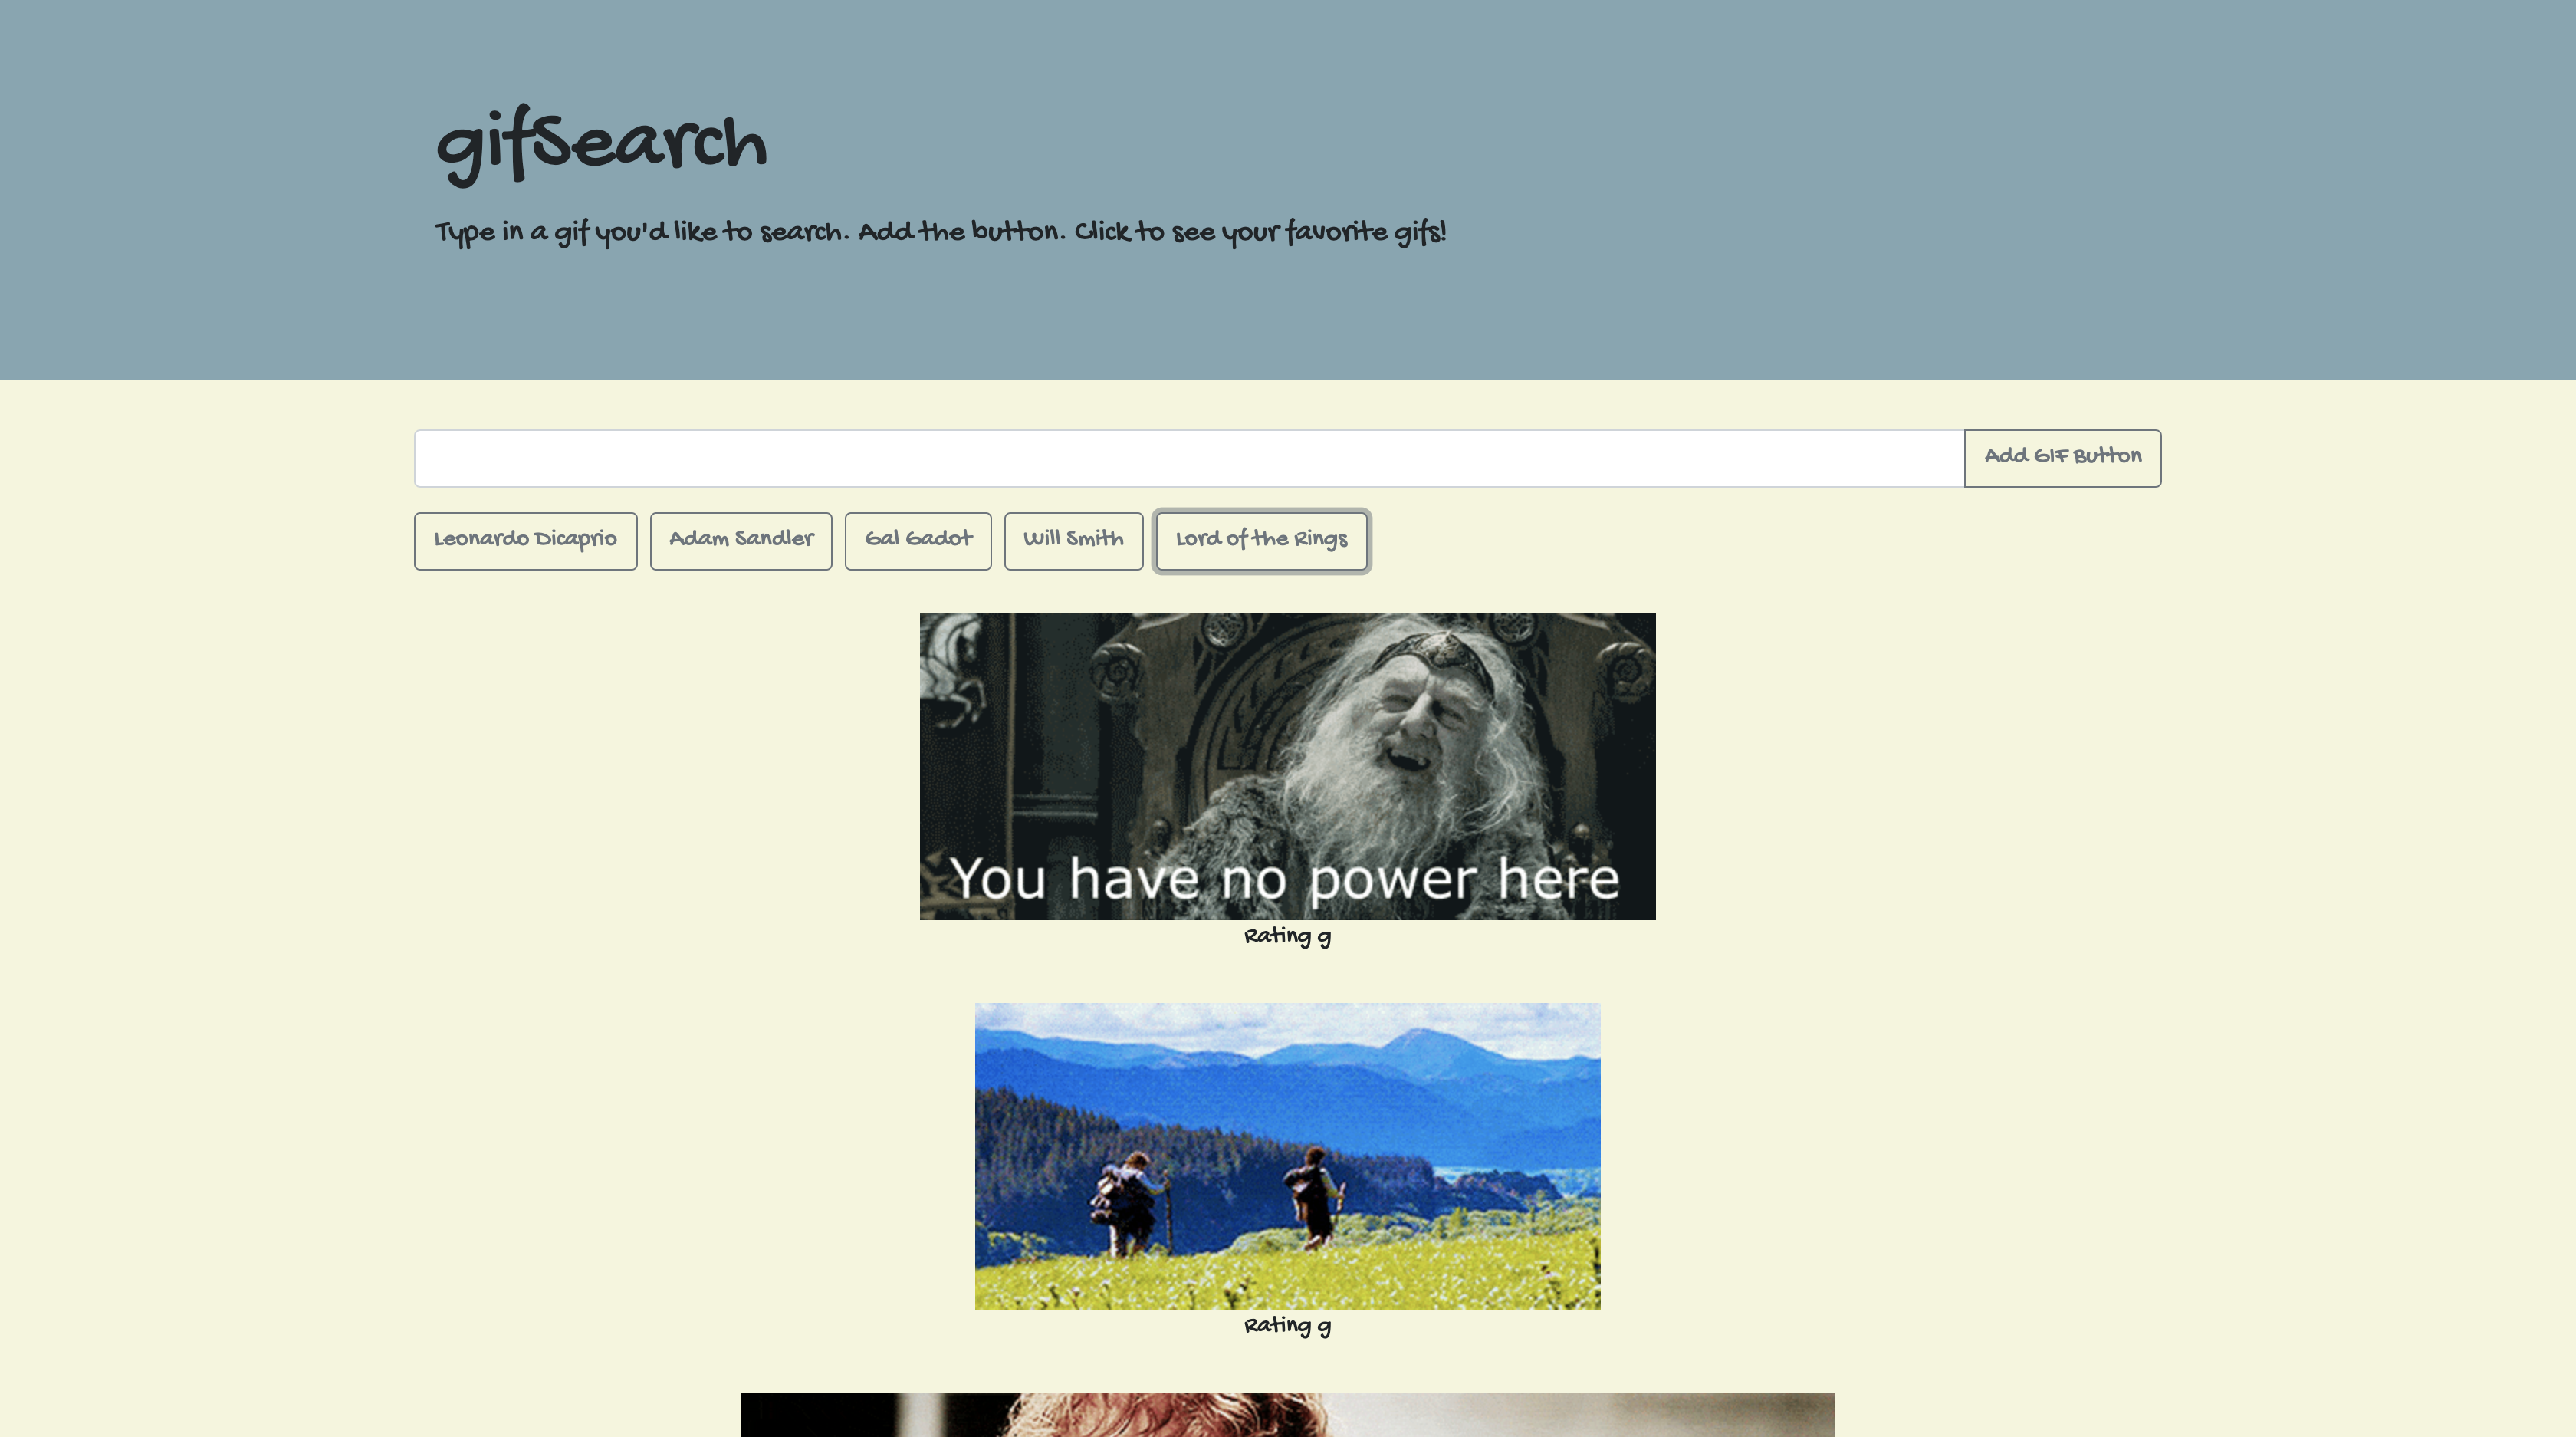 gifSearch
Type in a gif you'd like to search. Add the button. Click to see your favorite gifs!
Add GIF Button
Leonardo Dicaprio
Adam Sandler
Gal Gadot
Will Smith
Lord of the Rings
You have no power here
Rating g
Rating g